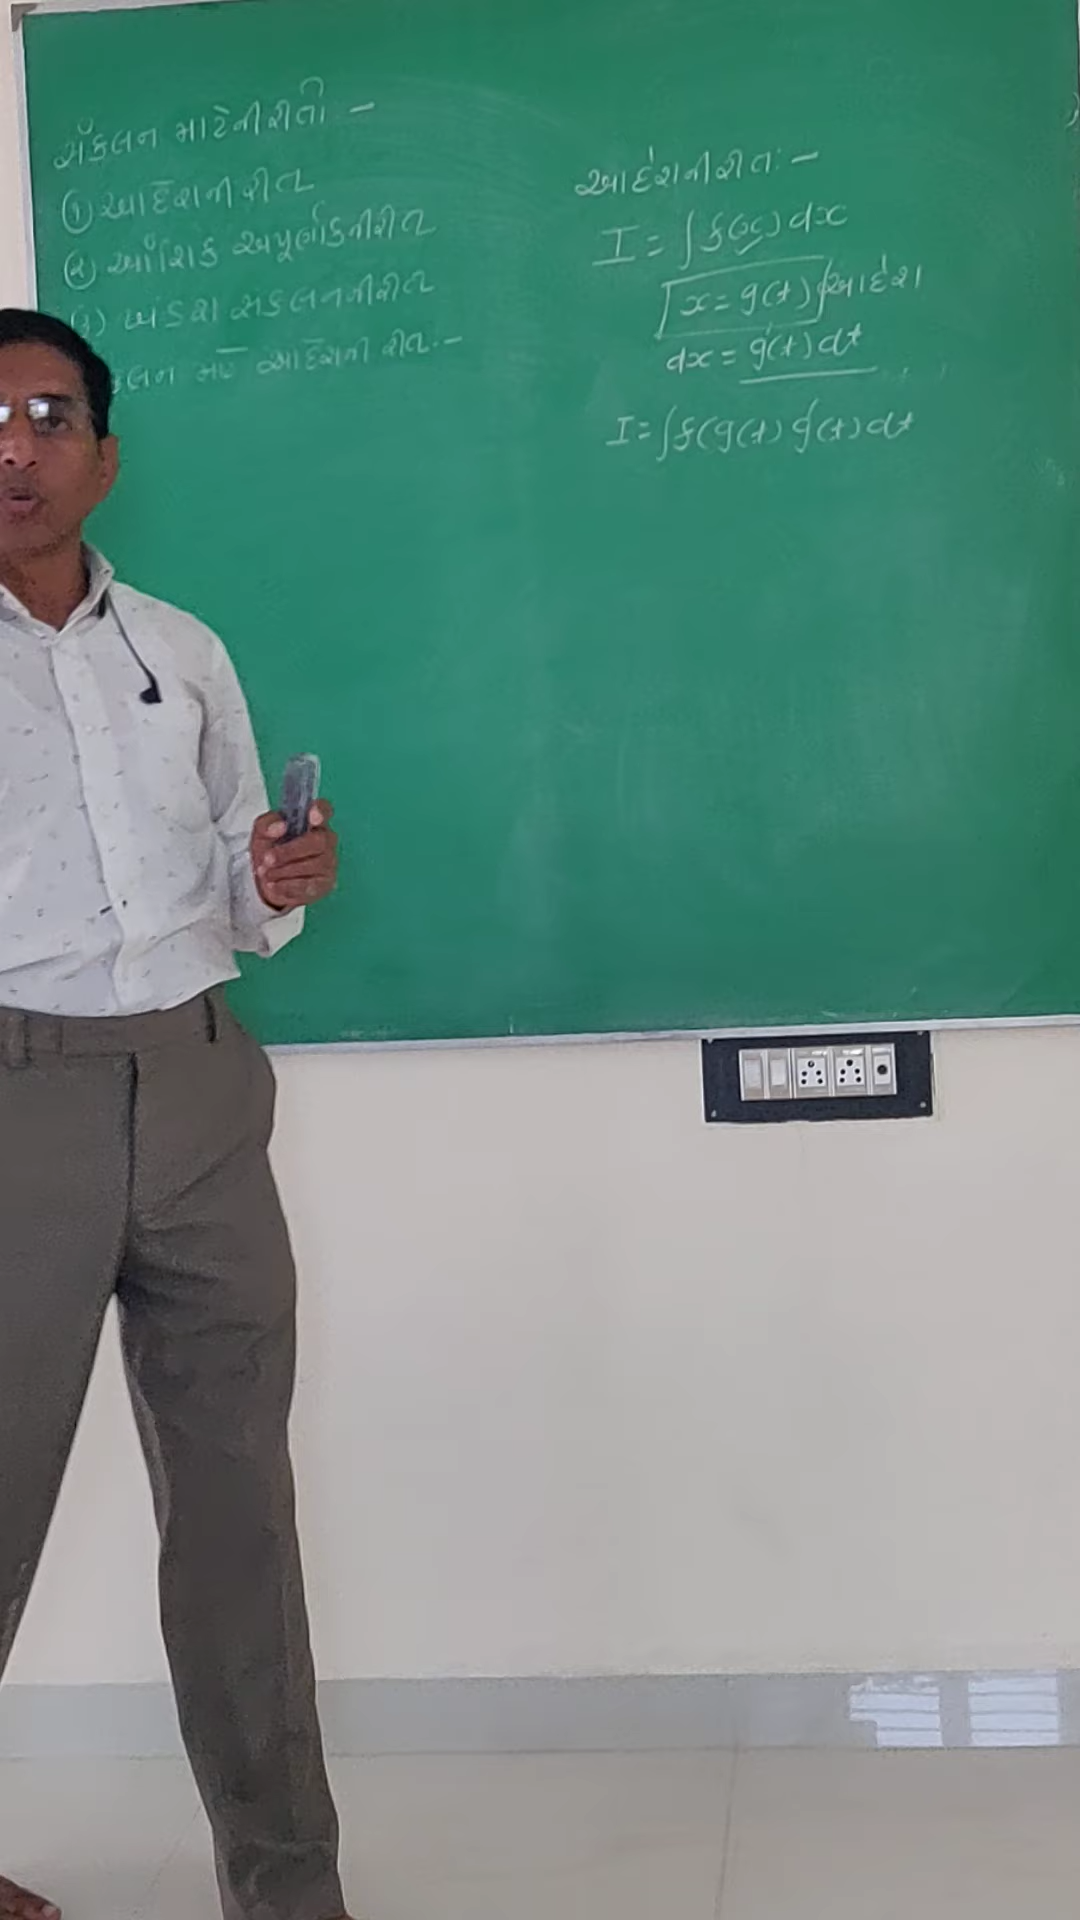 સંકલન માટેની રીતો :-
① આદેશની રીત
② આંશિક અપૂર્ણાંકની રીત
(3) ખંડશ સંકલનની રીત
કલન માટે આદેશની રીત :-
આદેશની રીત :-
I = ∫f(x) dx
x = g(t) આદેશ
dx = g'(t) dt
I = ∫f(g(t)) g'(t) dt